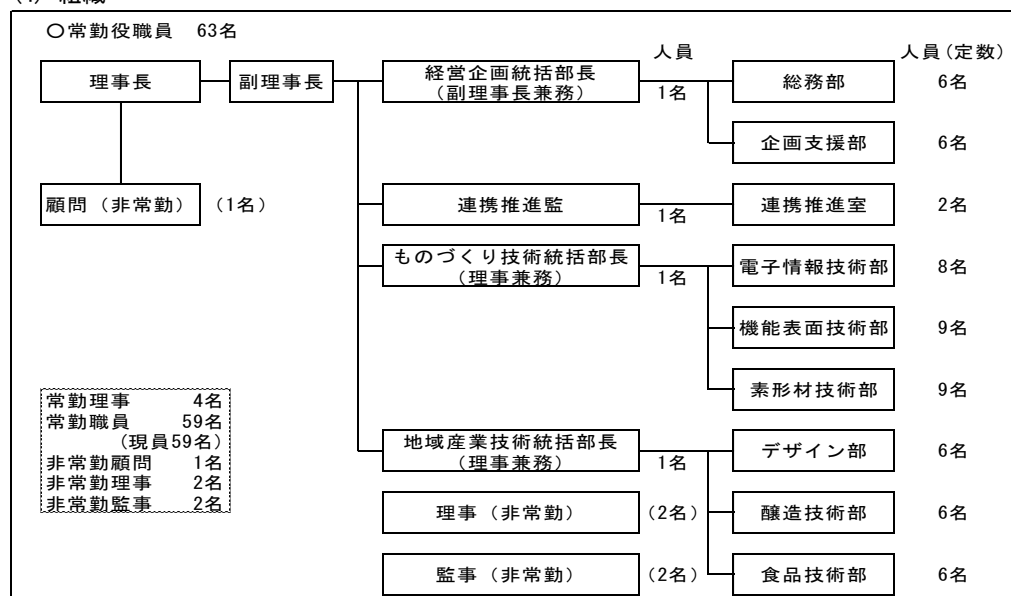 ○常勤役職員 63名
人員
人員(定数)
理事長
副理事長
経営企画統括部長
(副理事長兼務)
1名
総務部
6名
企画支援部
6名
顧問(非常勤)
(1名)
連携推進監
1名
連携推進室
2名
ものづくり技術統括部長
(理事兼務)
1名
電子情報技術部
8名
機能表面技術部
9名
素形材技術部
9名
常勤理事 4名
常勤職員 59名
(現員59名)
非常勤顧問 1名
非常勤理事 2名
非常勤監事 2名
地域産業技術統括部長
(理事兼務)
1名
デザイン部
6名
理事(非常勤)
(2名)
醸造技術部
6名
監事(非常勤)
(2名)
食品技術部
6名